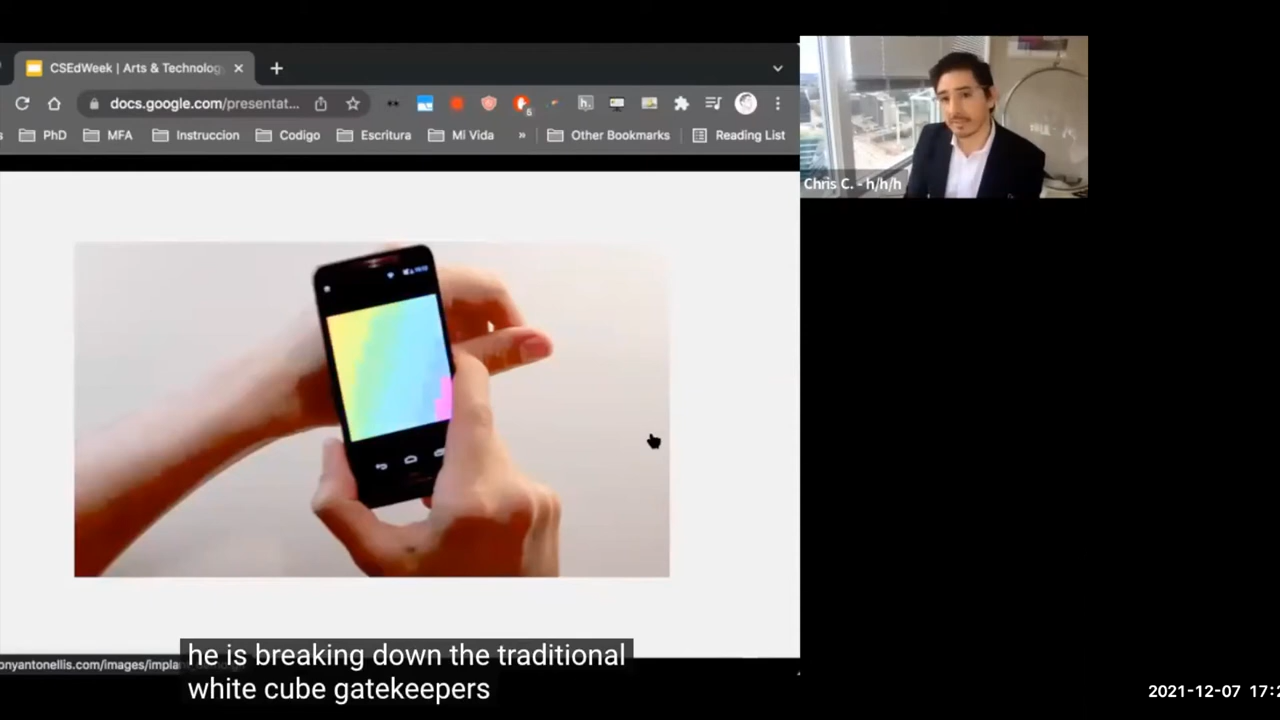 CSEdWeek | Arts & Technolog
docs.google.com/presentat...
6
h.
s PhD MFA Instruccion Codigo Escritura Mi Vida » Other Bookmarks Reading List
Chris C. - h/h/h
he is breaking down the traditional
white cube gatekeepers
onyantonellis.com/images/impla
2021-12-07 17:2